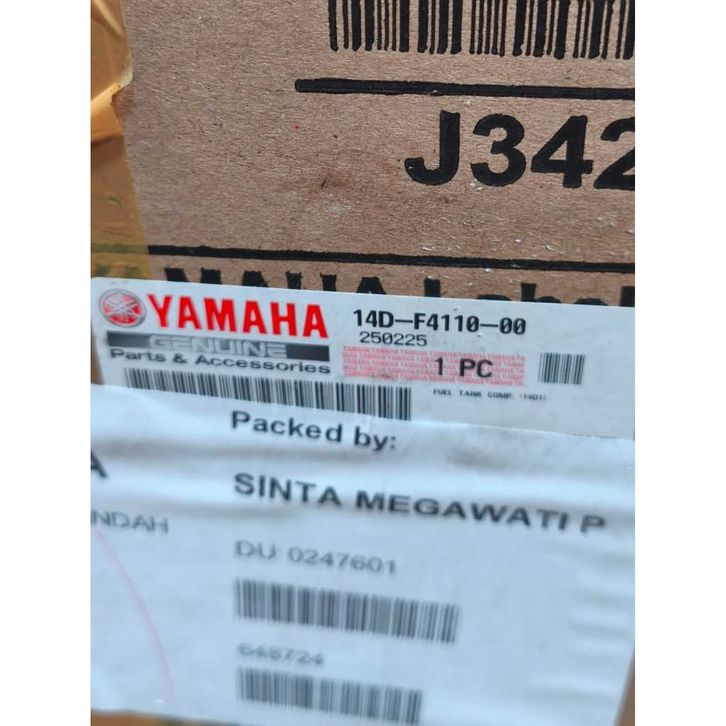 J342
YAMAHA
GENUINE
Parts & Accessories
14D-F4110-00
250225
1 PC
FUEL TANK COMP. (14D1)
Packed by:
A
SINTA MEGAWATI P
NDAH
DU: 0247601
648724